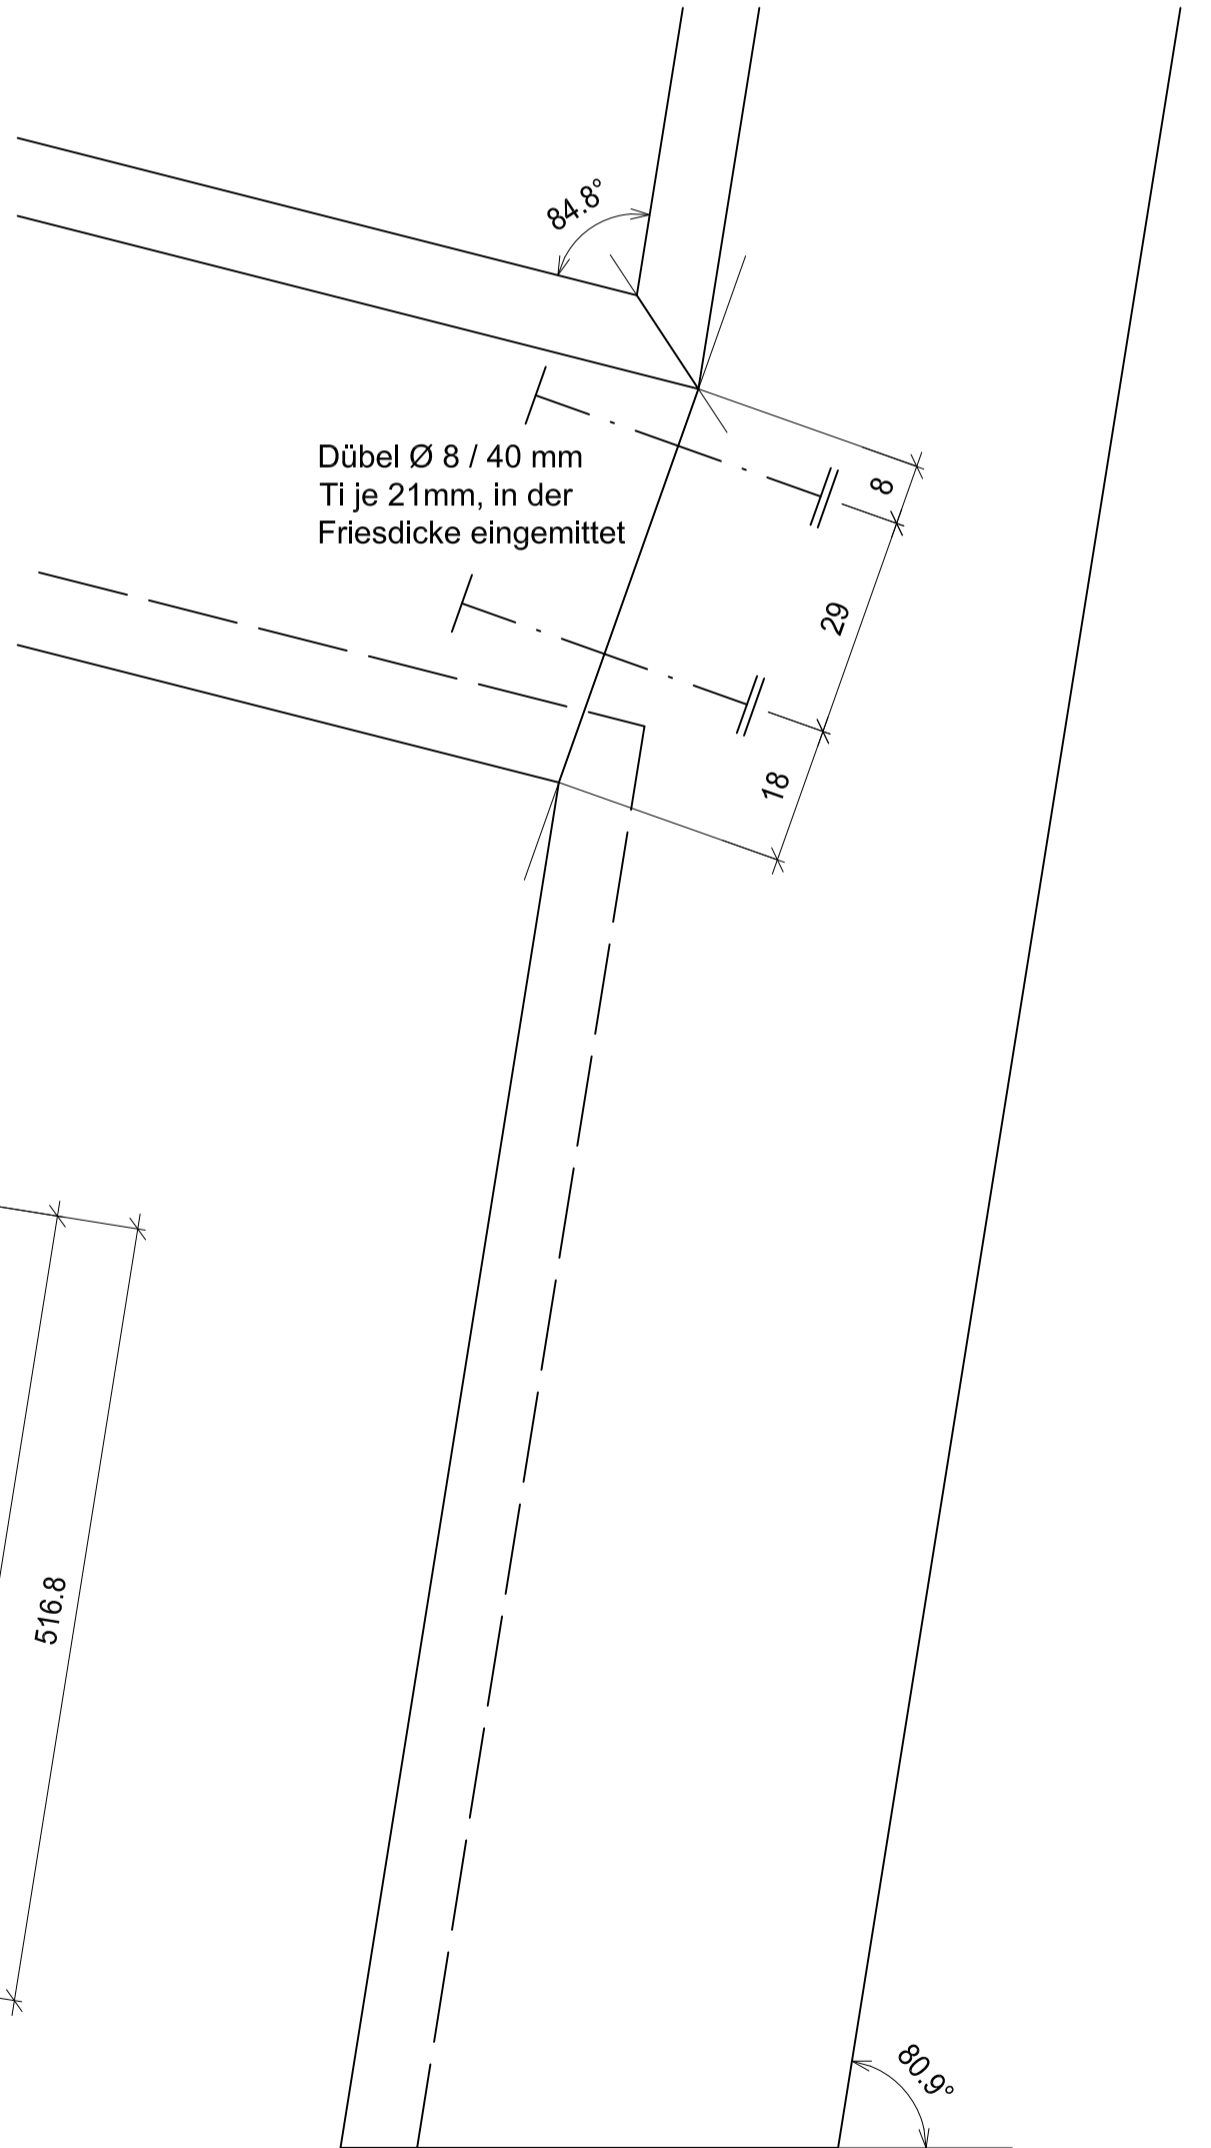 84.8°
Dübel Ø 8 / 40 mm
Ti je 21mm, in der
Friesdicke eingemittet
8
29
18
516.8
80.9°